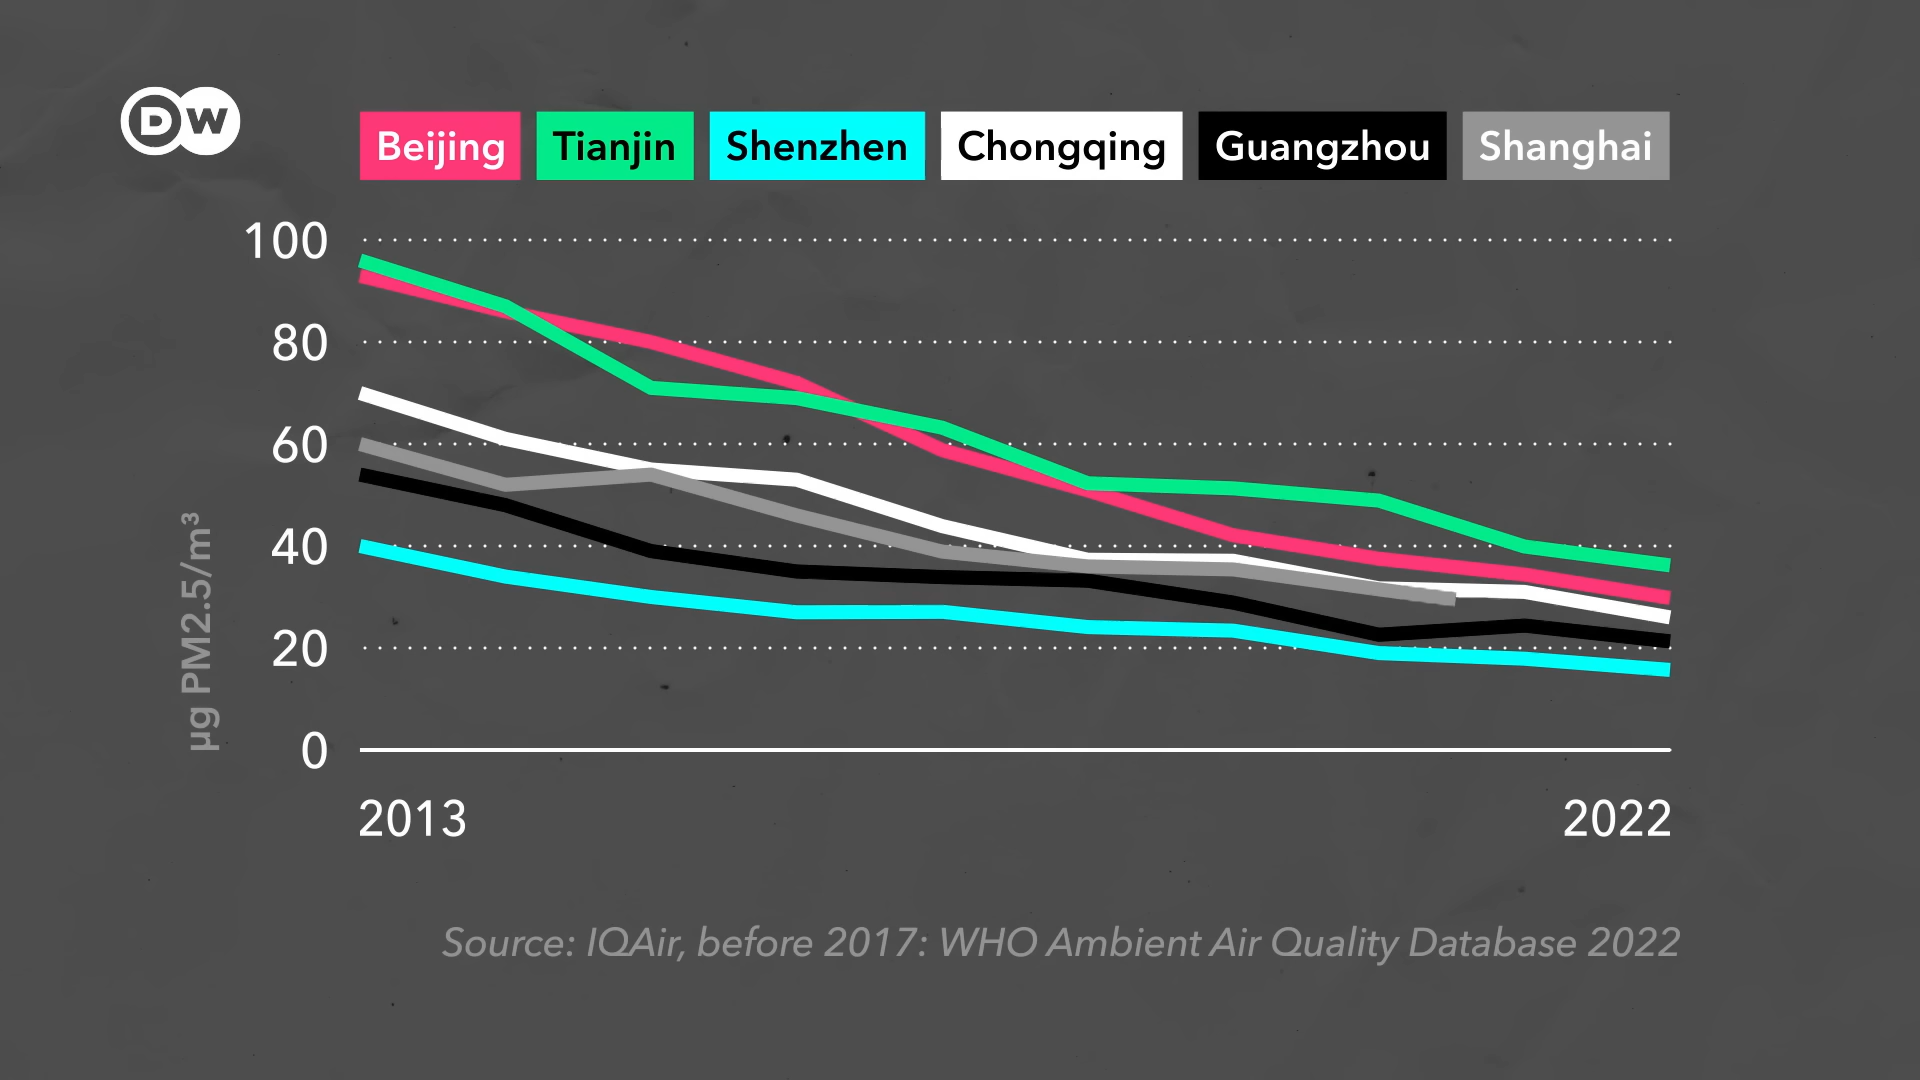 DW
Beijing Tianjin Shenzhen Chongqing Guangzhou Shanghai
100
80
60
40
20
0
µg PM2.5/m³
2013 2022
Source: IQAir, before 2017: WHO Ambient Air Quality Database 2022